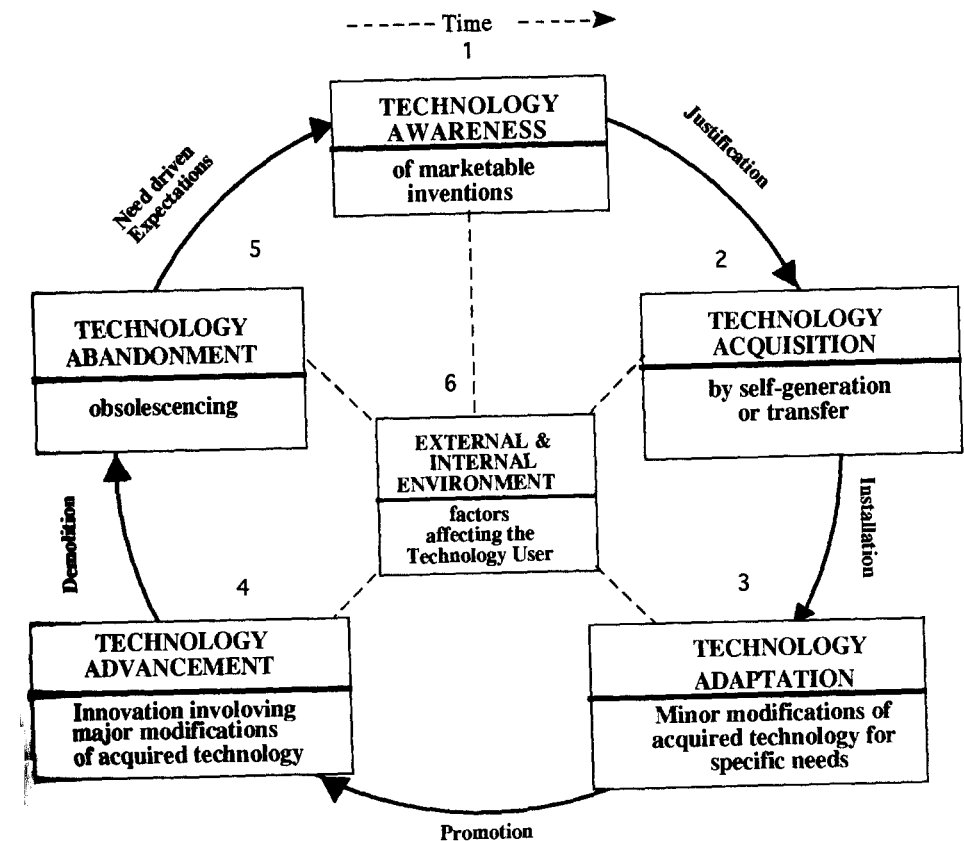 Time
1
TECHNOLOGY
AWARENESS
of marketable
inventions
Justification
2
TECHNOLOGY
ACQUISITION
by self-generation
or transfer
Installation
3
TECHNOLOGY
ADAPTATION
Minor modifications of
acquired technology for
specific needs
Promotion
4
TECHNOLOGY
ADVANCEMENT
Innovation involoving
major modifications
of acquired technology
Demolition
5
TECHNOLOGY
ABANDONMENT
obsolescencing
Need driven
Expectations
6
EXTERNAL &
INTERNAL
ENVIRONMENT
factors
affecting the
Technology User